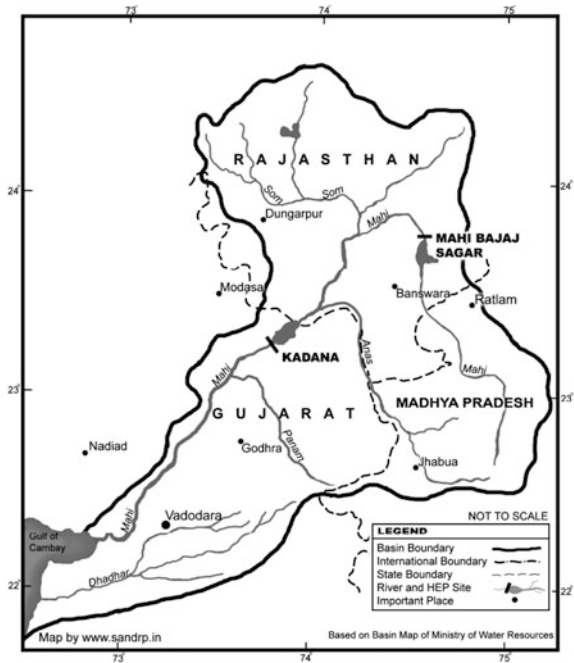 73°
74°
75°
RAJASTHAN
24°
24°
Som
Som
Dungarpur
Mahi
MAHI BAJAJ
SAGAR
Modasa
Banswara
Ratlam
KADANA
Anas
Mahi
23°
23°
Mahi
MADHYA PRADESH
GUJARAT
Nadiad
Godhra
Panam
Jhabua
Mahi
Vadodara
NOT TO SCALE
Gulf of
Cambay
LEGEND
Basin Boundary
International Boundary
State Boundary
River and HEP Site
Important Place
Dhadhar
22°
22°
Map by www.sandrp.in
Based on Basin Map of Ministry of Water Resources
73
74
75